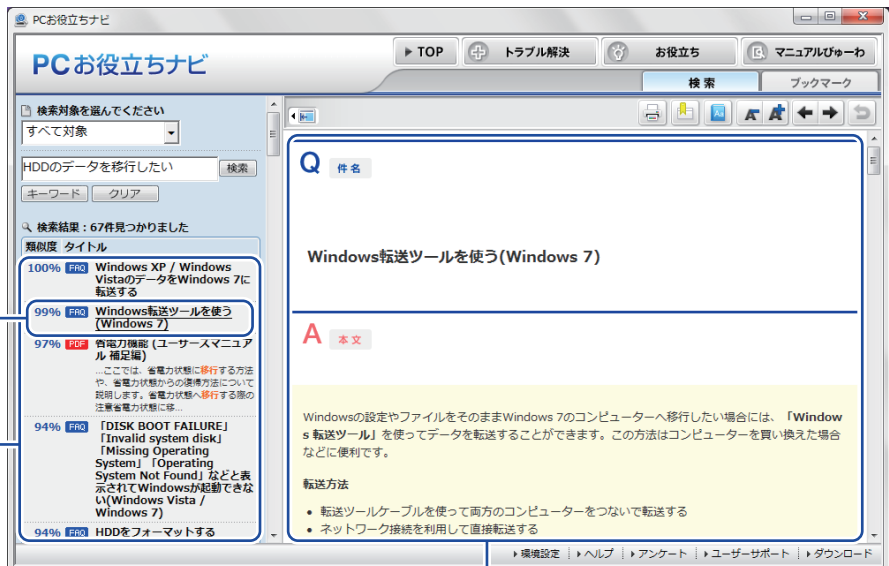 PCお役立ちナビ
PCお役立ちナビ
TOP
トラブル解決
お役立ち
マニュアルびゅーわ
検索
ブックマーク
検索対象を選んでください
すべて対象
HDDのデータを移行したい
検索
キーワード
クリア
検索結果:67件見つかりました
類似度 タイトル
100% FAQ Windows XP / Windows
VistaのデータをWindows 7に
転送する
99% FAQ Windows転送ツールを使う
(Windows 7)
97% PDF 省電力機能 (ユーザーズマニュア
ル 補足編)
...ここでは、省電力状態に移行する方法
や、省電力状態からの復帰方法について
説明します。省電力状態へ移行する際の
注意省電力状態に移...
94% FAQ 「DISK BOOT FAILURE」
「Invalid system disk」
「Missing Operating
System」「Operating
System Not Found」などと表
示されてWindowsが起動できな
い(Windows Vista /
Windows 7)
94% FAQ HDDをフォーマットする
Q 件名
Windows転送ツールを使う(Windows 7)
A 本文
Windowsの設定やファイルをそのままWindows 7のコンピューターへ移行したい場合には、「Window
s 転送ツール」を使ってデータを転送することができます。この方法はコンピューターを買い換えた場合
などに便利です。
転送方法
• 転送ツールケーブルを使って両方のコンピューターをつないで転送する
• ネットワーク接続を利用して直接転送する
環境設定
ヘルプ
アンケート
ユーザーサポート
ダウンロード